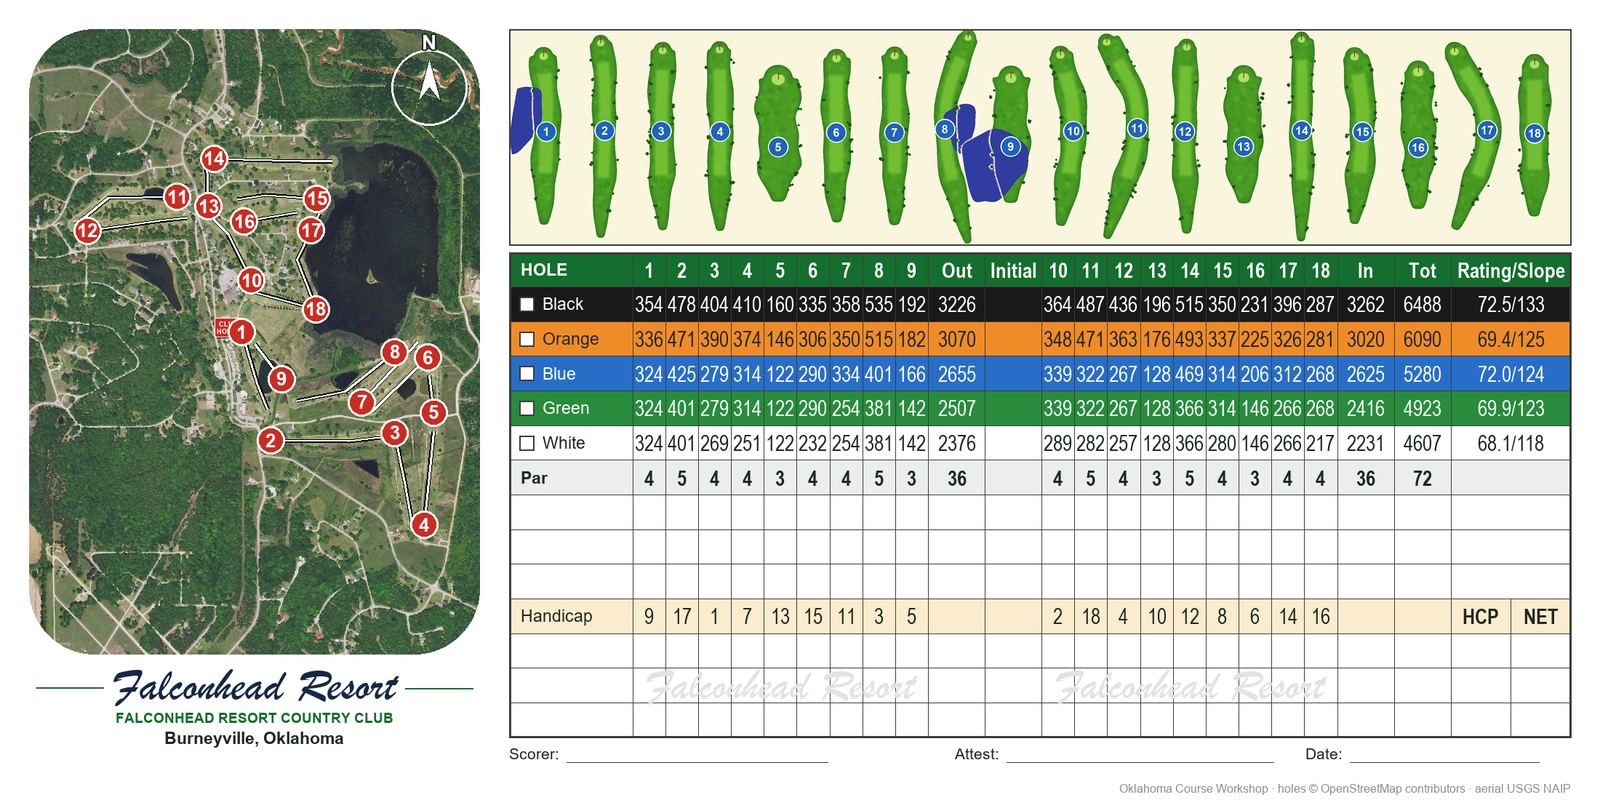 N
14
11
13
15
16
12
17
10
18
1
8
6
9
7
5
2
3
4
Falconhead Resort
FALCONHEAD RESORT COUNTRY CLUB
Burneyville, Oklahoma
1 2 3 4 5 6 7 8 9 10 11 12 13 14 15 16 17 18
HOLE 1 2 3 4 5 6 7 8 9 Out Initial 10 11 12 13 14 15 16 17 18 In Tot Rating/Slope
Black 354 478 404 410 160 335 358 535 192 3226 364 487 436 196 515 350 231 396 287 3262 6488 72.5/133
Orange 336 471 390 374 146 306 350 515 182 3070 348 471 363 176 493 337 225 326 281 3020 6090 69.4/125
Blue 324 425 279 314 122 290 334 401 166 2655 339 322 267 128 469 314 206 312 268 2625 5280 72.0/124
Green 324 401 279 314 122 290 254 381 142 2507 339 322 267 128 366 314 146 266 268 2416 4923 69.9/123
White 324 401 269 251 122 232 254 381 142 2376 289 282 257 128 366 280 146 266 217 2231 4607 68.1/118
Par 4 5 4 4 3 4 4 5 3 36 4 5 4 3 5 4 3 4 4 36 72
Handicap 9 17 1 7 13 15 11 3 5 2 18 4 10 12 8 6 14 16 HCP NET
Falconhead Resort Falconhead Resort
Scorer: Attest: Date:
Oklahoma Course Workshop · holes © OpenStreetMap contributors · aerial USGS NAIP